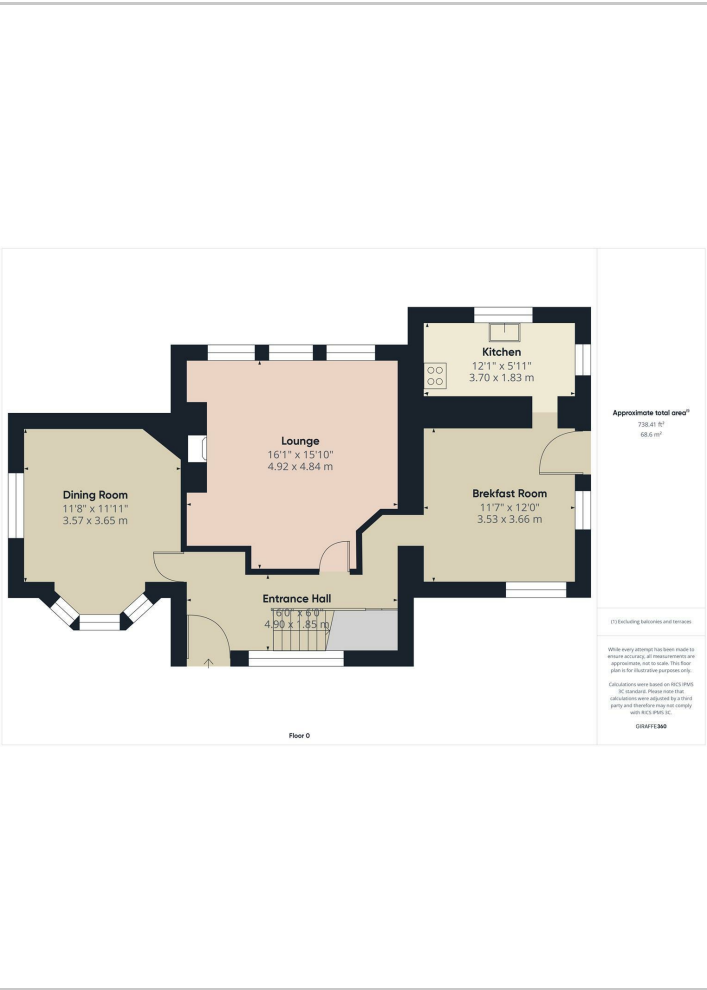 Kitchen
12'1" x 5'11"
3.70 x 1.83 m
Lounge
16'1" x 15'10"
4.92 x 4.84 m
Dining Room
11'8" x 11'11"
3.57 x 3.65 m
Brekfast Room
11'7" x 12'0"
3.53 x 3.66 m
Entrance Hall
6'0" x 6'0"
4.90 x 1.85 m
Floor 0
Approximate total area⁽¹⁾
738.41 ft²
68.6 m²
(1) Excluding balconies and terraces
While every attempt has been made to
ensure accuracy, all measurements are
approximate, not to scale. This floor
plan is for illustrative purposes only.
Calculations were based on RICS IPMS
3C standard. Please note that
calculations were adjusted by a third
party and therefore may not comply
with RICS IPMS 3C.
GIRAFFE360